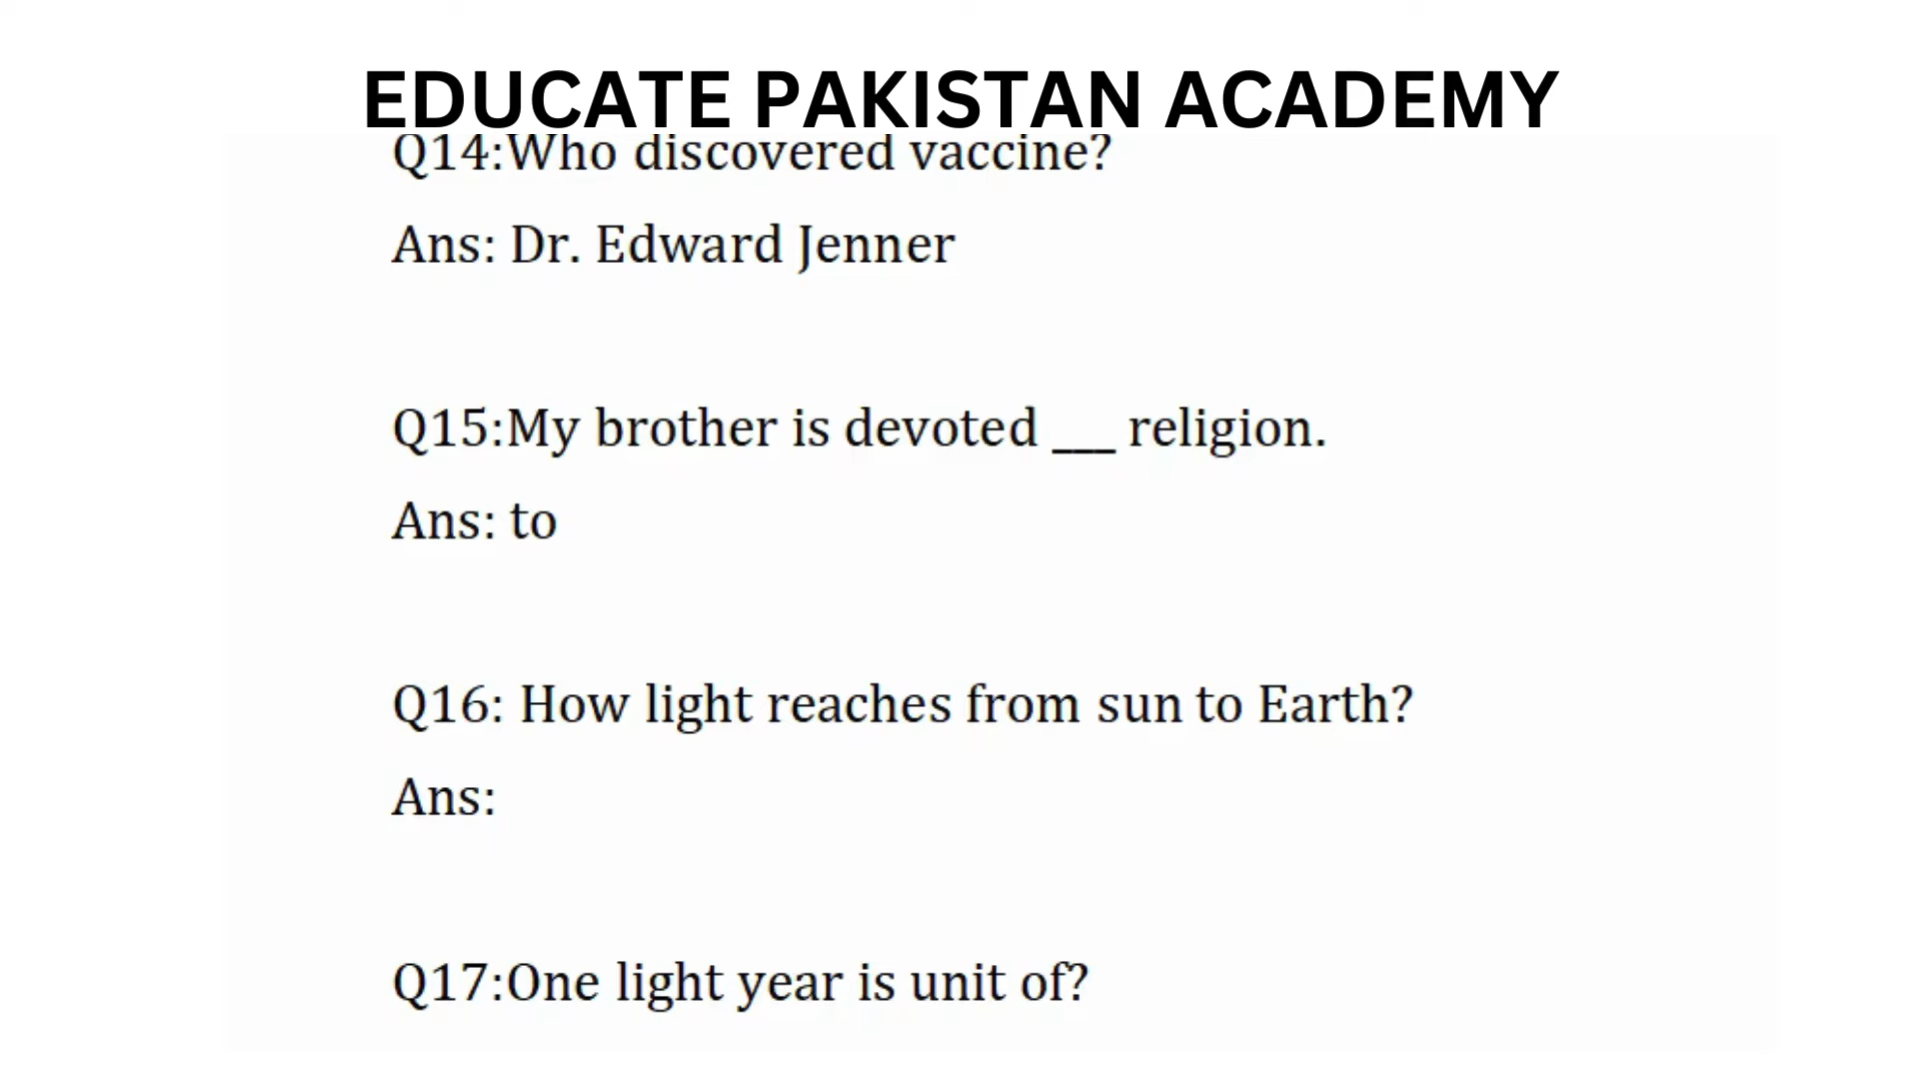 EDUCATE PAKISTAN ACADEMY
Q14:Who discovered vaccine?
Ans: Dr. Edward Jenner
Q15:My brother is devoted ___ religion.
Ans: to
Q16: How light reaches from sun to Earth?
Ans:
Q17:One light year is unit of?